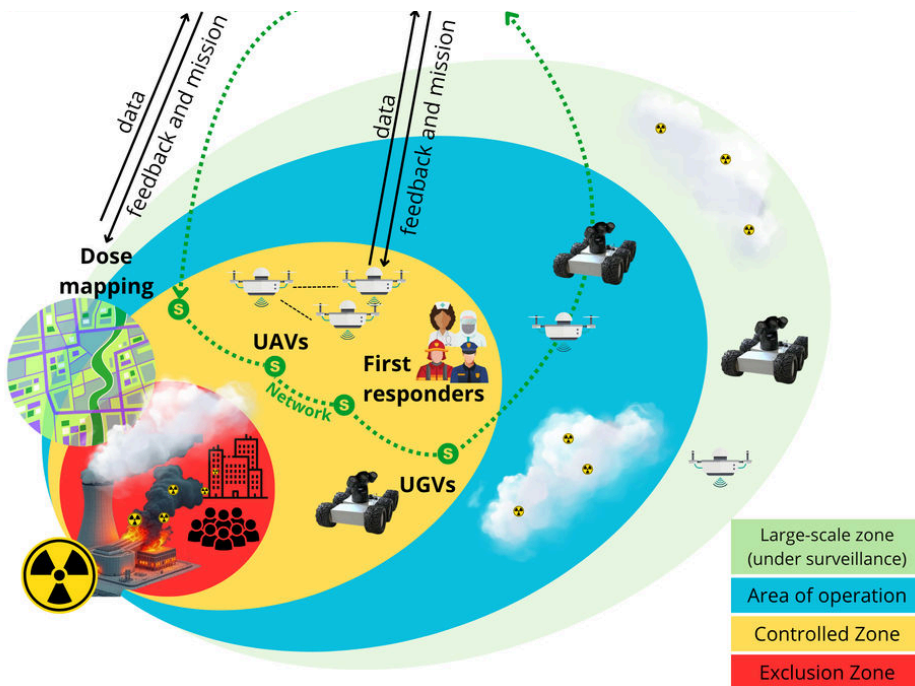 data
feedback and mission
data
feedback and mission
Dose
mapping
S
UAVs
S
First
responders
Network
S
S
UGVs
Large-scale zone
(under surveillance)
Area of operation
Controlled Zone
Exclusion Zone